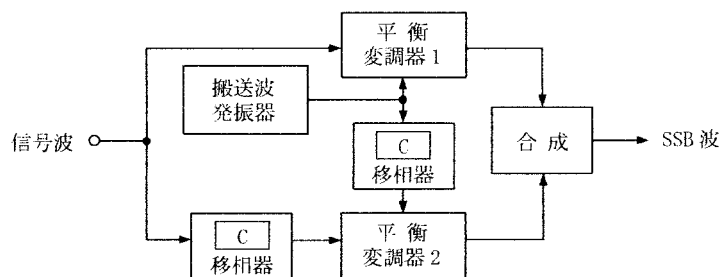 平 衡
変調器 1
搬送波
発振器
信号波
C
移相器
合 成
SSB 波
C
移相器
平 衡
変調器 2